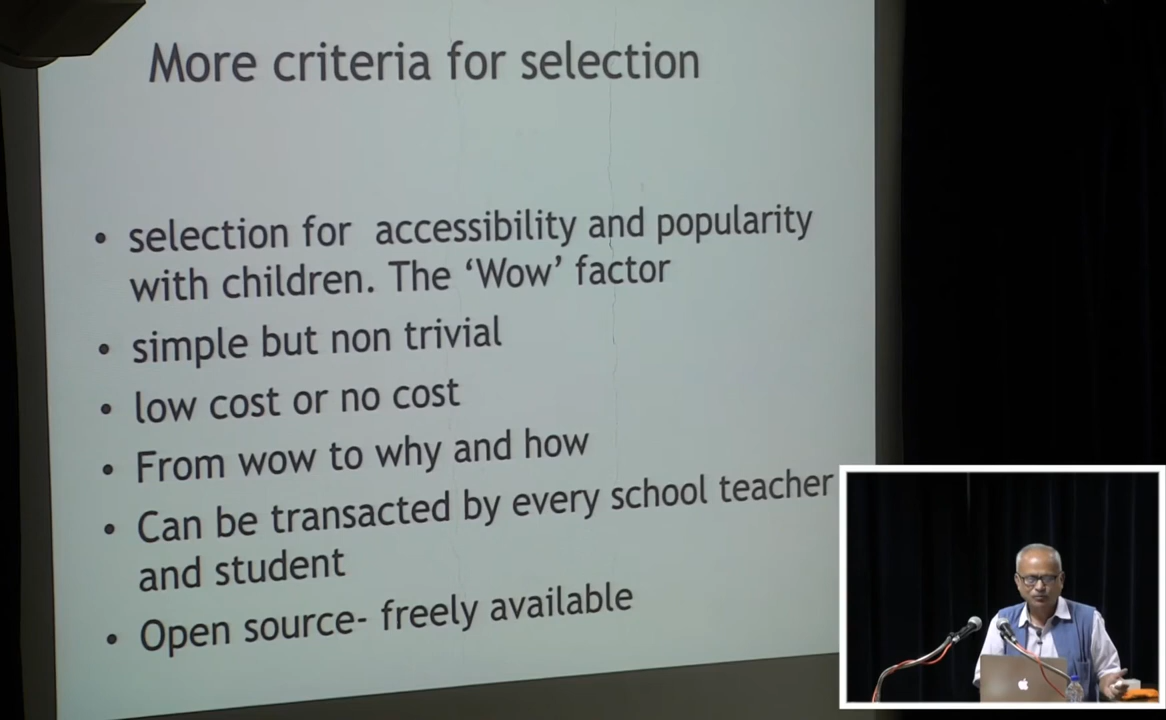 More criteria for selection
• selection for accessibility and popularity
with children. The ‘Wow’ factor
• simple but non trivial
• low cost or no cost
• From wow to why and how
• Can be transacted by every school teacher
and student
• Open source- freely available